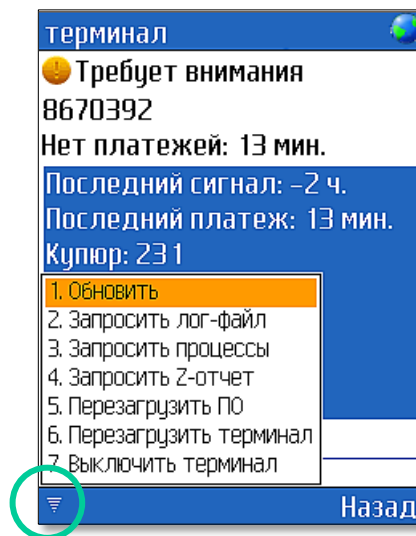 терминал
Требует внимания
8670392
Нет платежей: 13 мин.
Последний сигнал: -2 ч.
Последний платеж: 13 мин.
Купюр: 231
1. Обновить
2. Запросить лог-файл
3. Запросить процессы
4. Запросить Z-отчет
5. Перезагрузить ПО
6. Перезагрузить терминал
7. Выключить терминал
Назад